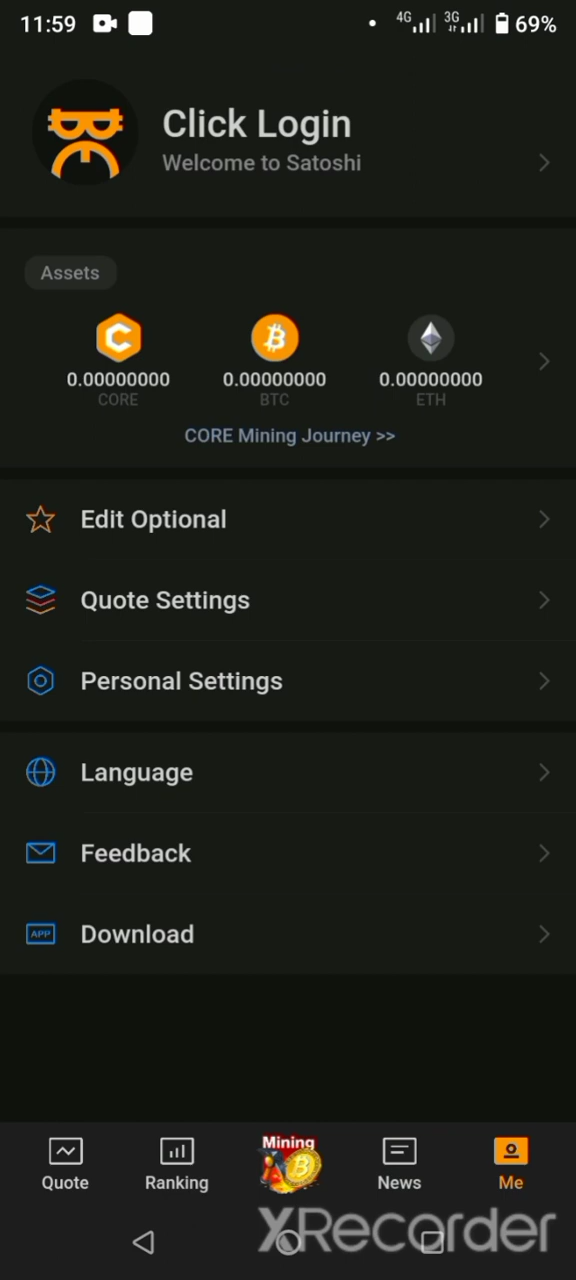 11:59
4G
3G
69%
Click Login
Welcome to Satoshi
Assets
0.00000000
0.00000000
0.00000000
CORE
BTC
ETH
CORE Mining Journey >>
Edit Optional
Quote Settings
Personal Settings
Language
Feedback
APP
Download
Mining
Quote
Ranking
News
Me
XRecorder